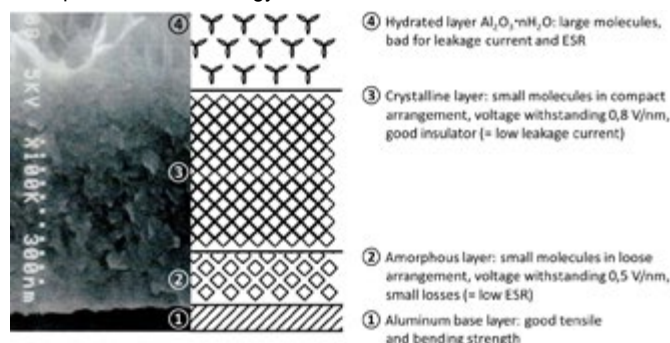 ④
③
②
①
5KV
X100K 300nm
④ Hydrated layer Al₂O₃·nH₂O: large molecules,
bad for leakage current and ESR
③ Crystalline layer: small molecules in compact
arrangement, voltage withstanding 0,8 V/nm,
good insulator (= low leakage current)
② Amorphous layer: small molecules in loose
arrangement, voltage withstanding 0,5 V/nm,
small losses (= low ESR)
① Aluminum base layer: good tensile
and bending strength